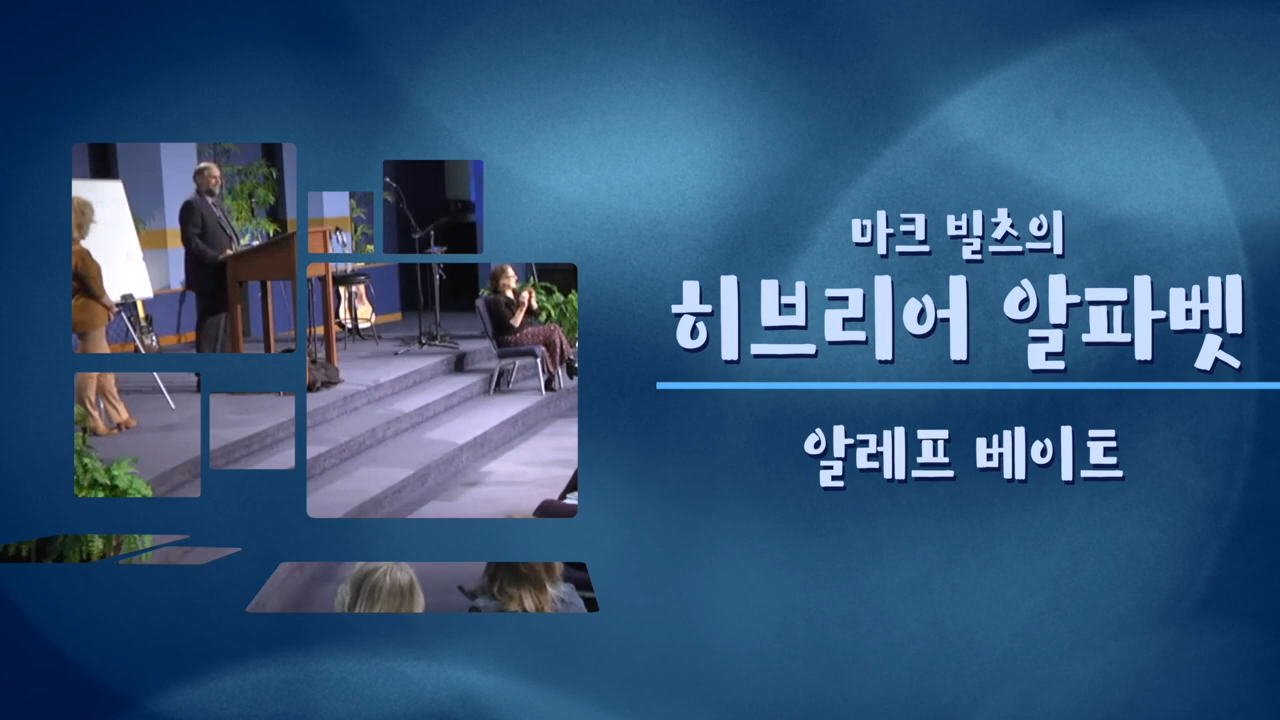 마크 빌츠의
히브리어 알파벳
알레프 베이트